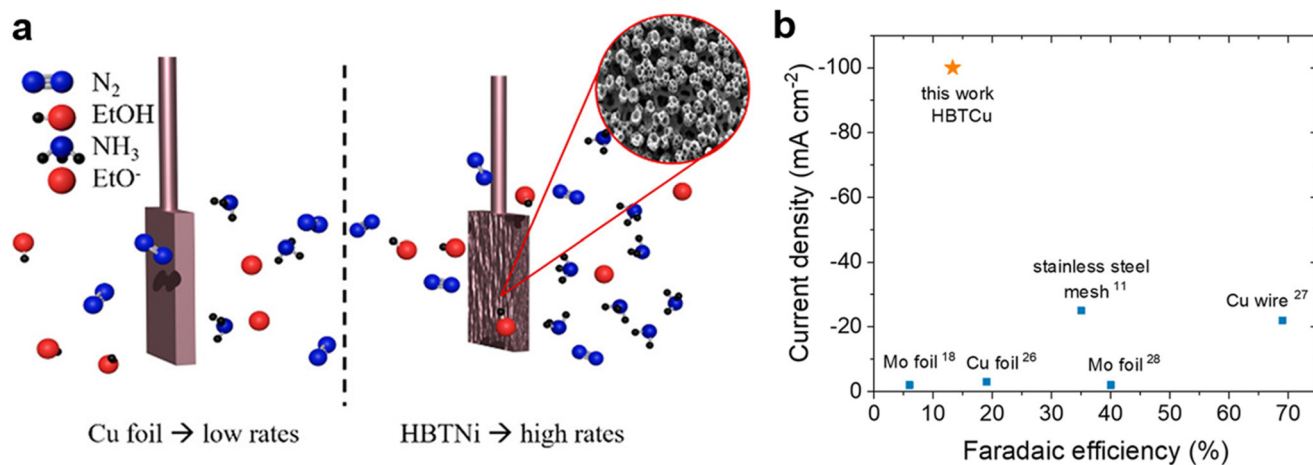 a
N₂
EtOH
NH₃
EtO⁻
Cu foil → low rates
HBTNi → high rates
b
Current density (mA cm⁻²)
-100
-80
-60
-40
-20
0
this work
HBTCu
stainless steel
mesh ¹¹
Cu wire ²⁷
Mo foil ¹⁸
Cu foil ²⁶
Mo foil ²⁸
0
10
20
30
40
50
60
70
Faradaic efficiency (%)